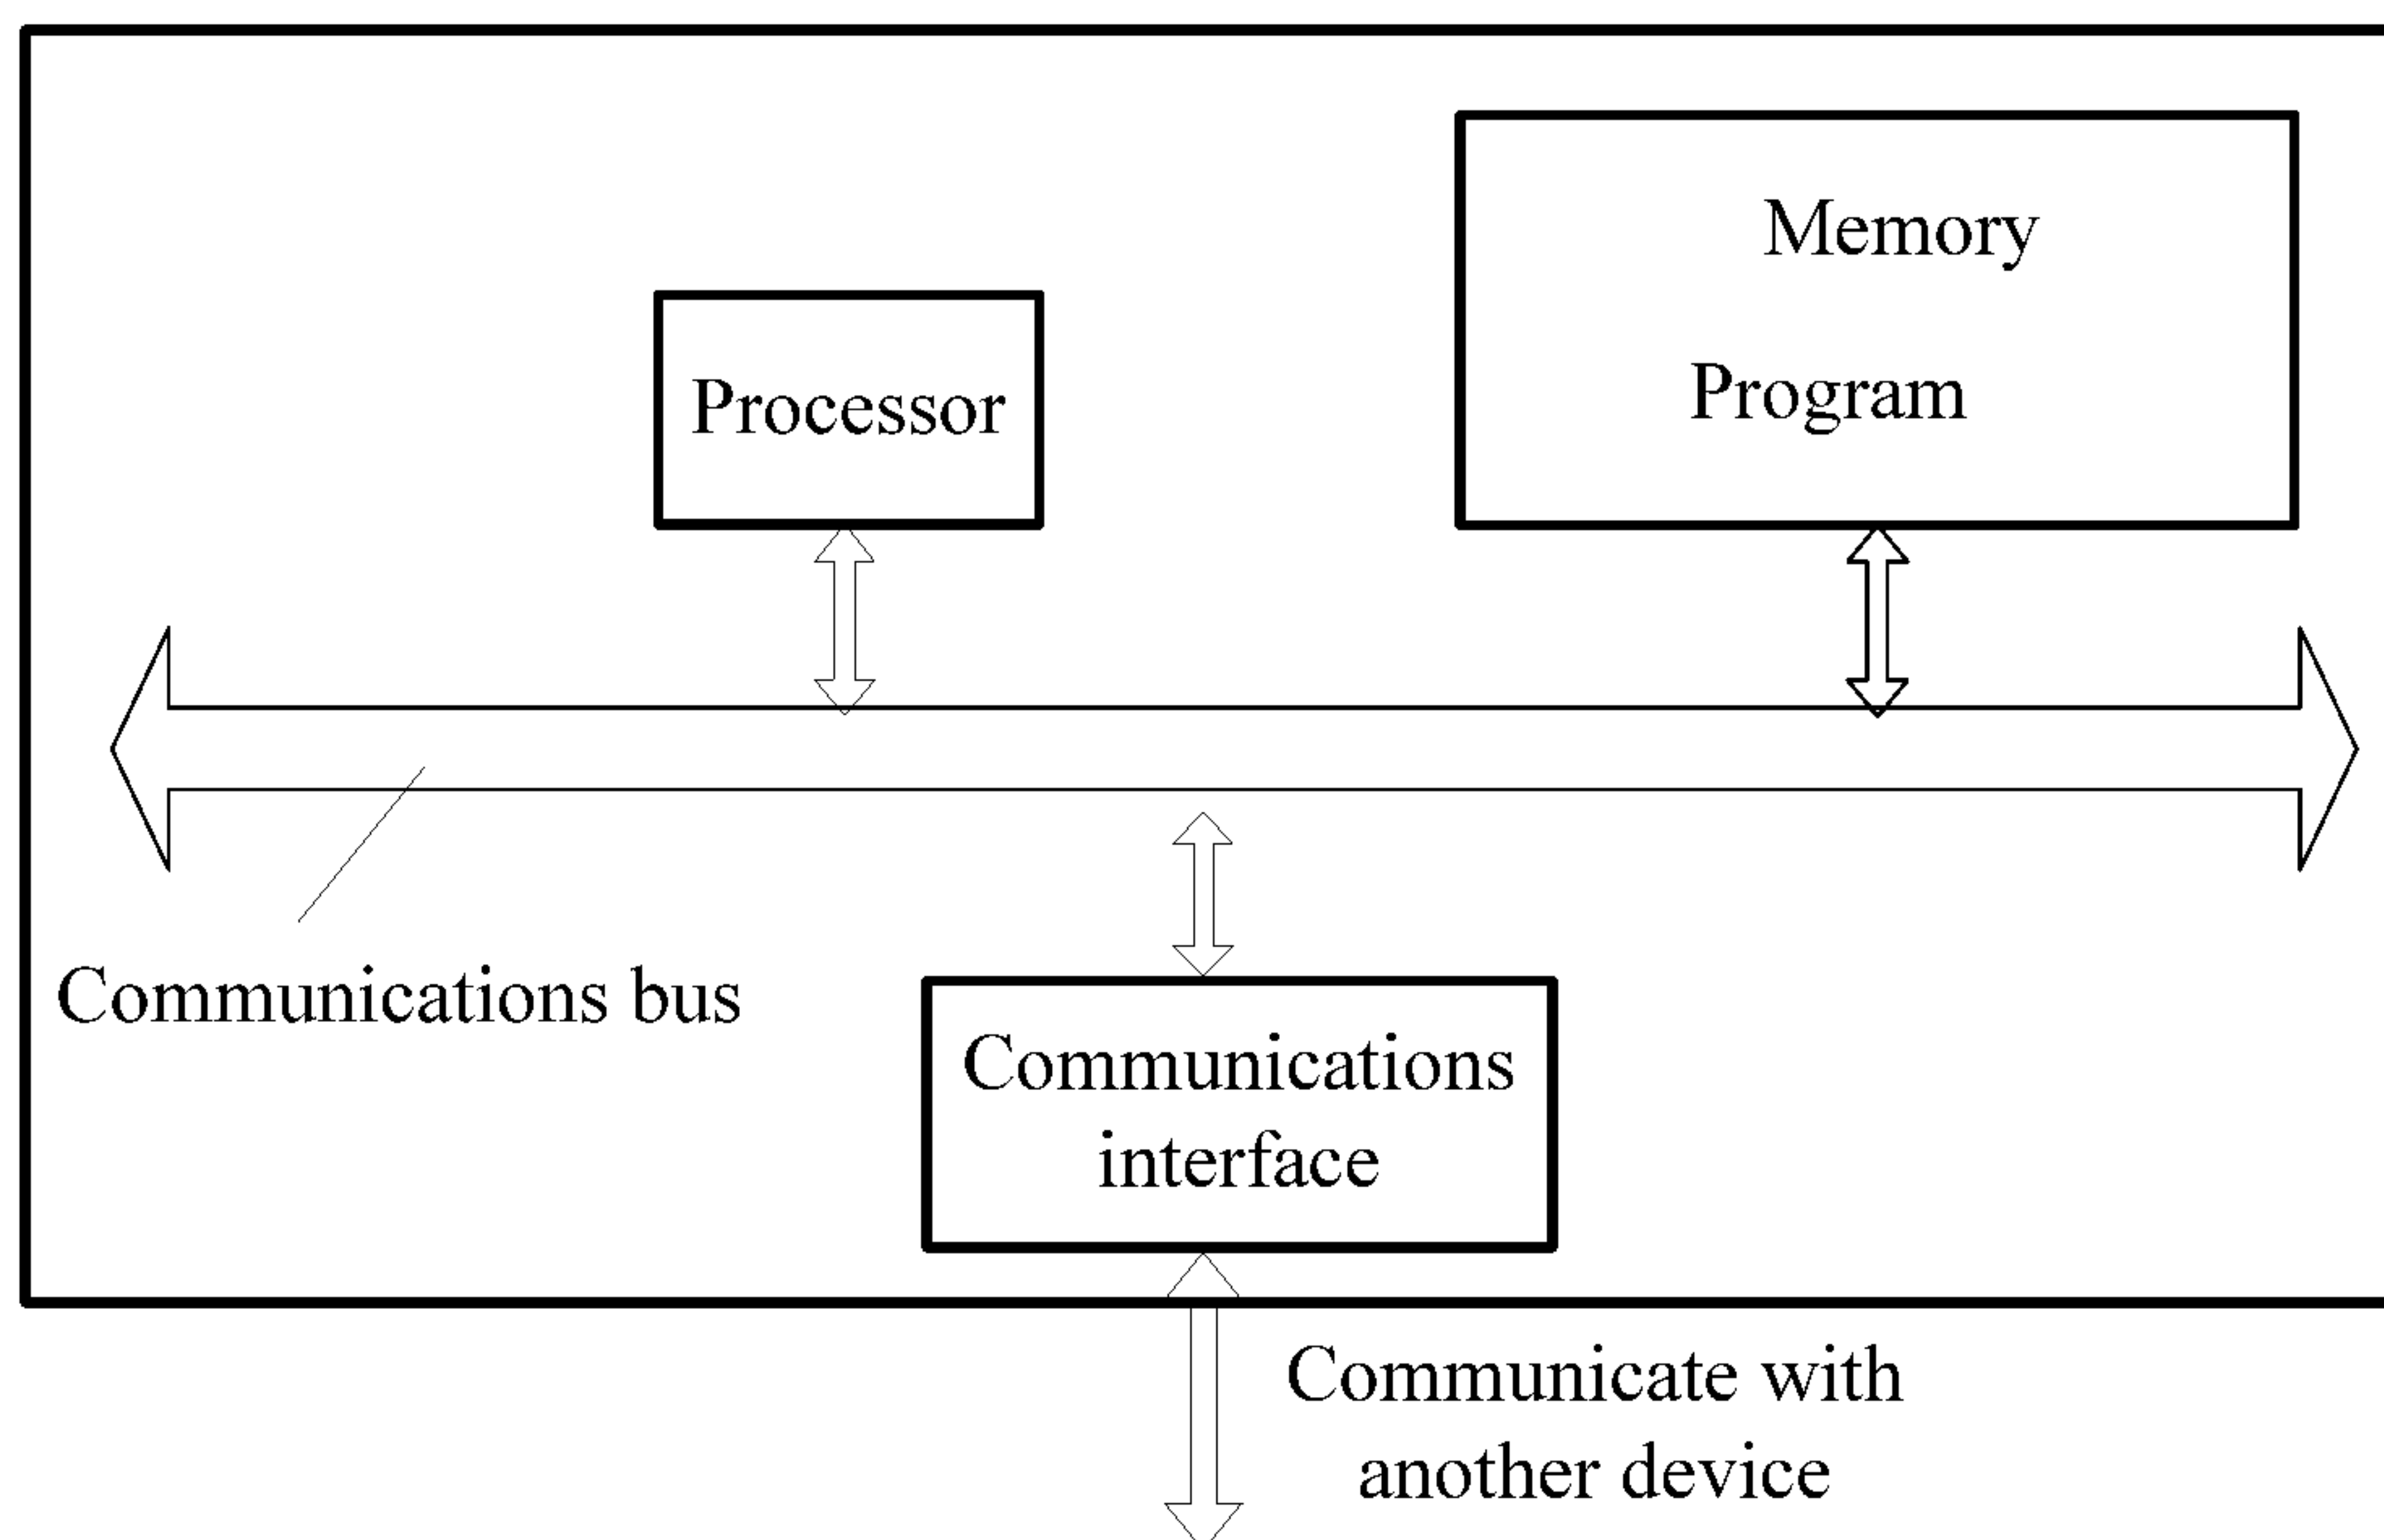 Memory
Program
Processor
Communications bus
Communications
interface
Communicate with
another device